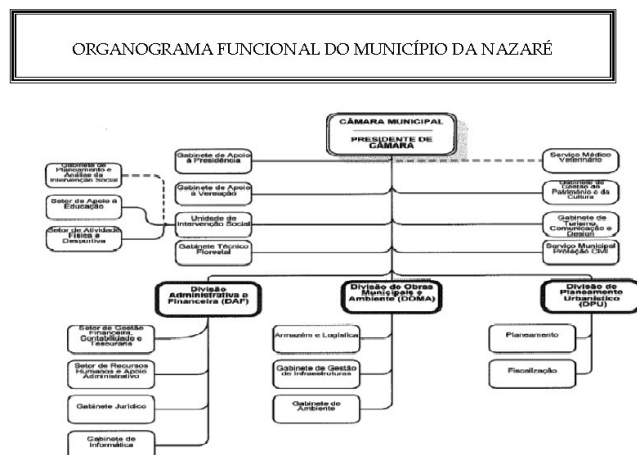 ORGANOGRAMA FUNCIONAL DO MUNICÍPIO DA NAZARÉ
CÂMARA MUNICIPAL
PRESIDENTE DE
CÂMARA
Gabinete de Apoio
à Presidência
Serviço Médico
Veterinário
Gabinete de
Planeamento e
Análise da
Intervenção Social
Gabinete de Apoio
à Vereação
Gabinete de
Gestão do
Património e da
Cultura
Setor de Apoio à
Educação
Unidade de
Intervenção Social
Gabinete de
Turismo,
Comunicação e
Design
Setor de Atividade
Física e
Desportiva
Gabinete Técnico
Florestal
Serviço Municipal
Proteção Civil
Divisão
Administrativa e
Financeira (DAF)
Divisão de Obras
Municipais e
Ambiente (DOMA)
Divisão de
Planeamento
Urbanístico
(DPU)
Setor de Gestão
Financeira,
Contabilidade e
Tesouraria
Setor de Recursos
Humanos e Apoio
Administrativo
Gabinete Jurídico
Gabinete de
Informática
Armazém e Logística
Gabinete de Gestão
de Infraestruturas
Gabinete de
Ambiente
Planeamento
Fiscalização